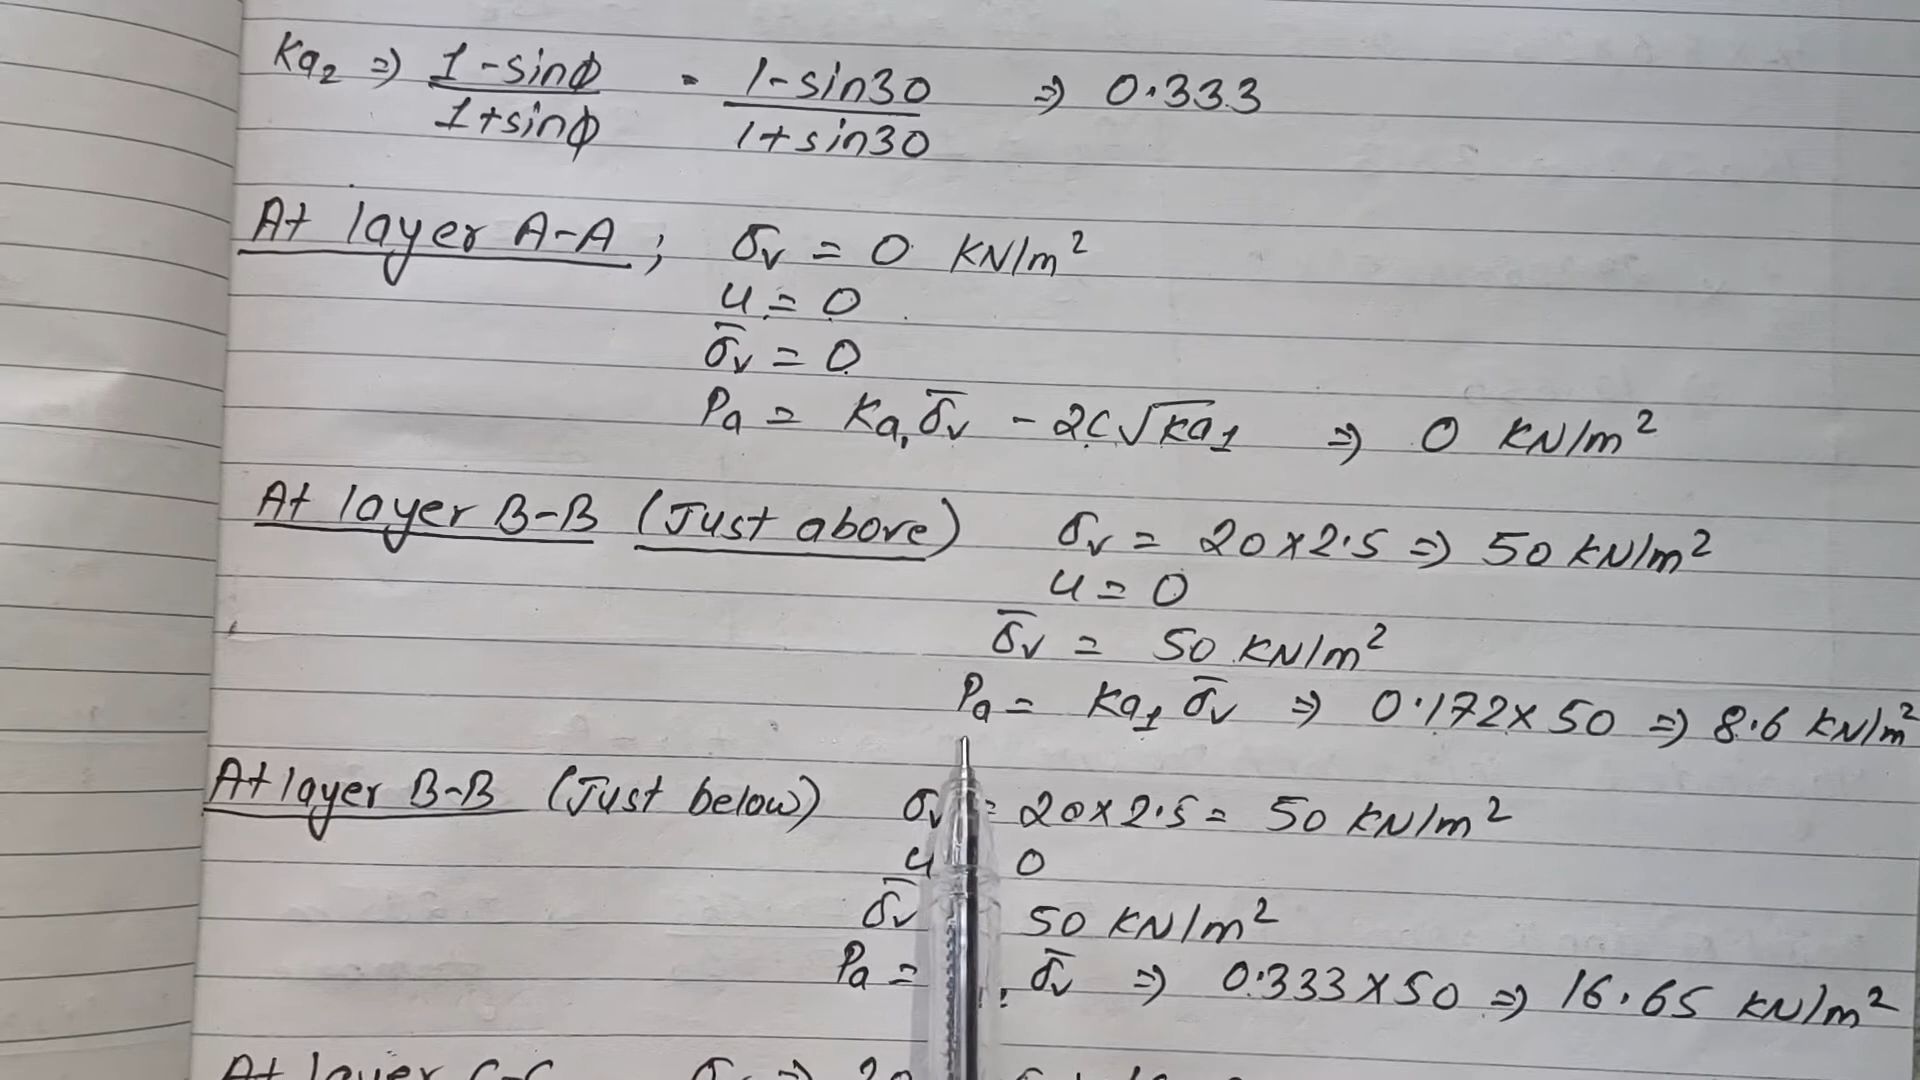 Ka₂ ⇒ 1-sinϕ / 1+sinϕ = 1-sin30 / 1+sin30 ⇒ 0.333
At layer A-A ; σv = 0 KN/m²
u = 0
σ̄v = 0
Pa = Ka₁ σ̄v - 2C√Ka₁ ⇒ 0 KN/m²
At layer B-B (Just above) σv = 20×2.5 ⇒ 50 KN/m²
u = 0
σ̄v = 50 KN/m²
Pa = Ka₁ σ̄v ⇒ 0.172×50 ⇒ 8.6 KN/m²
At layer B-B (Just below) σv = 20×2.5 = 50 KN/m²
u 0
σ̄v 50 KN/m²
Pa = σ̄v ⇒ 0.333×50 ⇒ 16.65 KN/m²
At layer C-C σ ⇒ 20